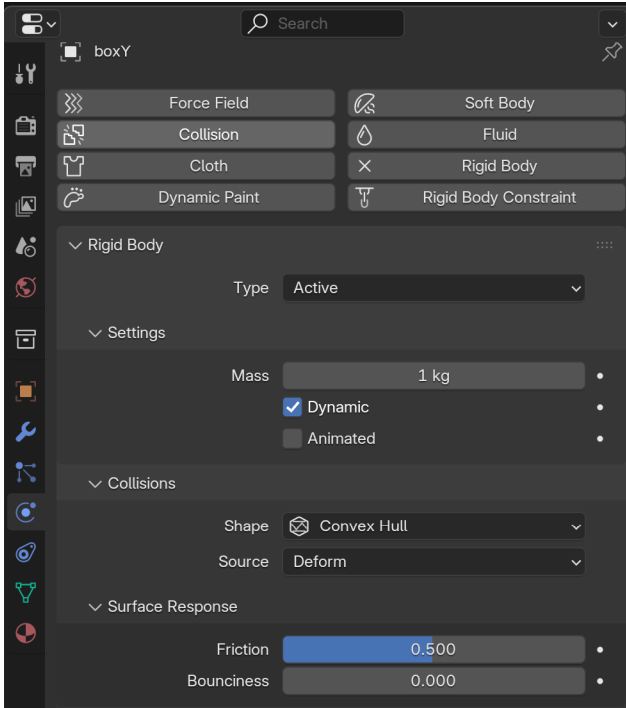 Search
boxY
Force Field Soft Body
Collision Fluid
Cloth Rigid Body
Dynamic Paint Rigid Body Constraint
Rigid Body
Type Active
Settings
Mass 1 kg
Dynamic
Animated
Collisions
Shape Convex Hull
Source Deform
Surface Response
Friction 0.500
Bounciness 0.000